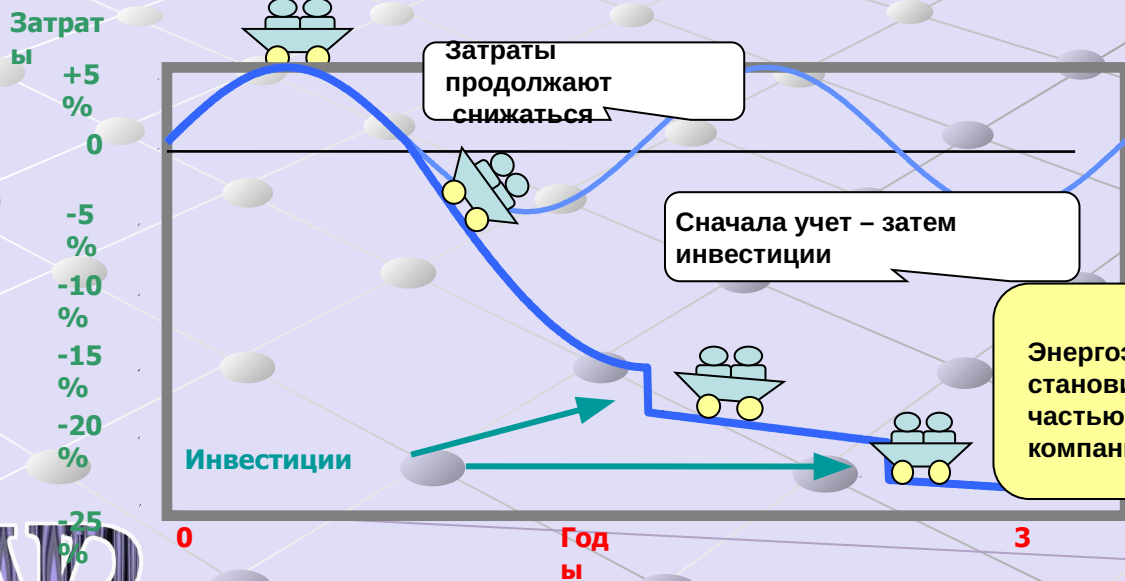 Затрат
ы
+5
%
0
-5
%
-10
%
-15
%
-20
%
-25
%
Затраты
продолжают
снижаться
Сначала учет – затем
инвестиции
частью
Инвестиции
0
Год
ы
3